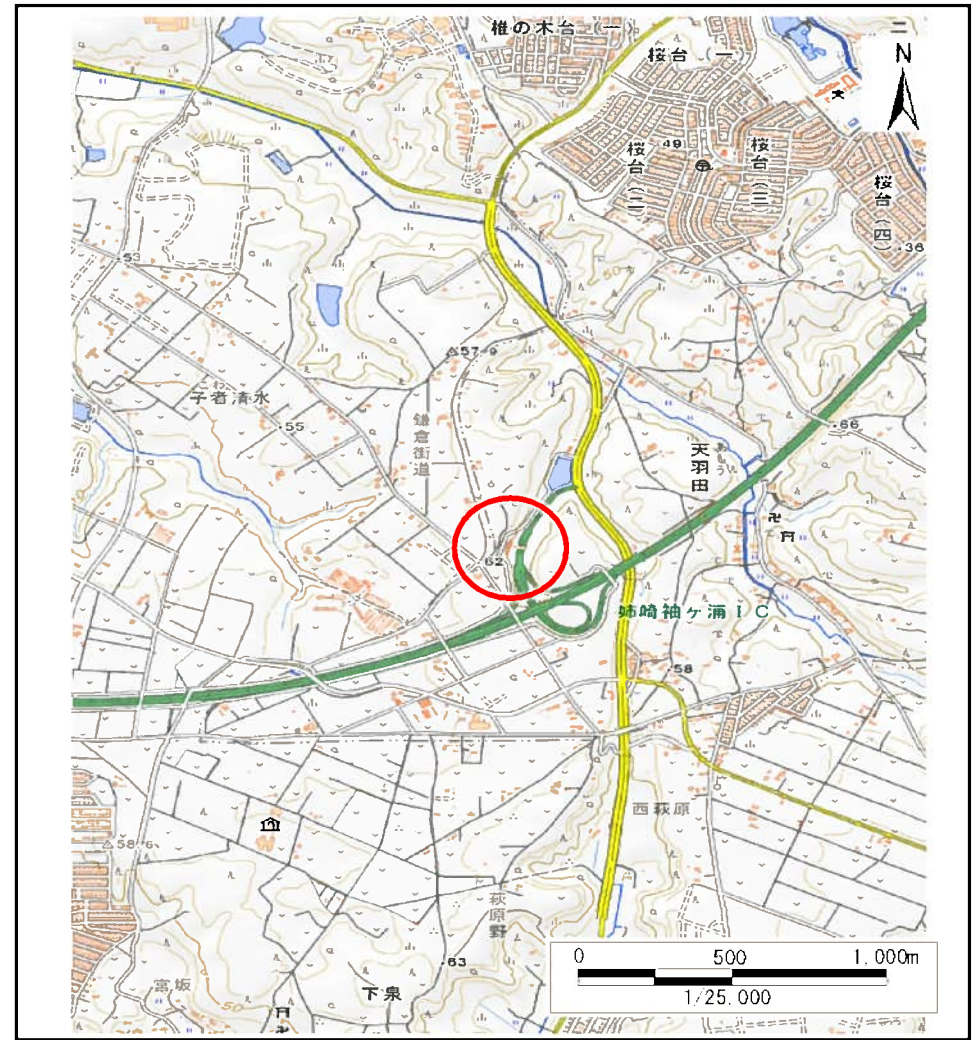 椎の木台(一
二
桜台(一)
N
49
桜台(二)
桜台(三)
桜台(四)
36
50
53
57.9
こわ
子者清水
55
鎌倉街道
66
あもう
天羽田
62
姉崎袖ヶ浦IC
58
西萩原
58.6
萩原野
63
富坂
50
下泉
0 500 1,000m
1/25,000